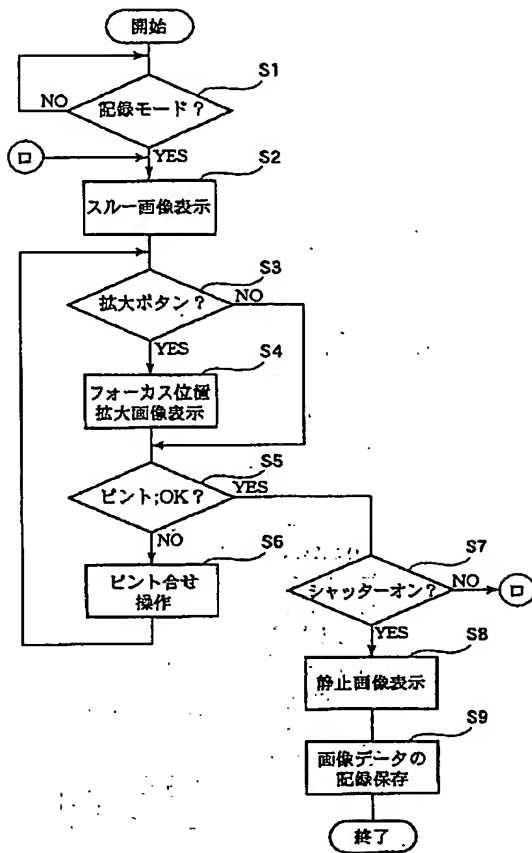 開始
S1
記録モード？
NO
YES
ロ
S2
スルー画像表示
S3
拡大ボタン？
NO
YES
S4
フォーカス位置
拡大画像表示
S5
ピント;OK？
YES
NO
S6
ピント合せ
操作
S7
シャッターオン？
NO
ロ
YES
S8
静止画像表示
S9
画像データの
記録保存
終了